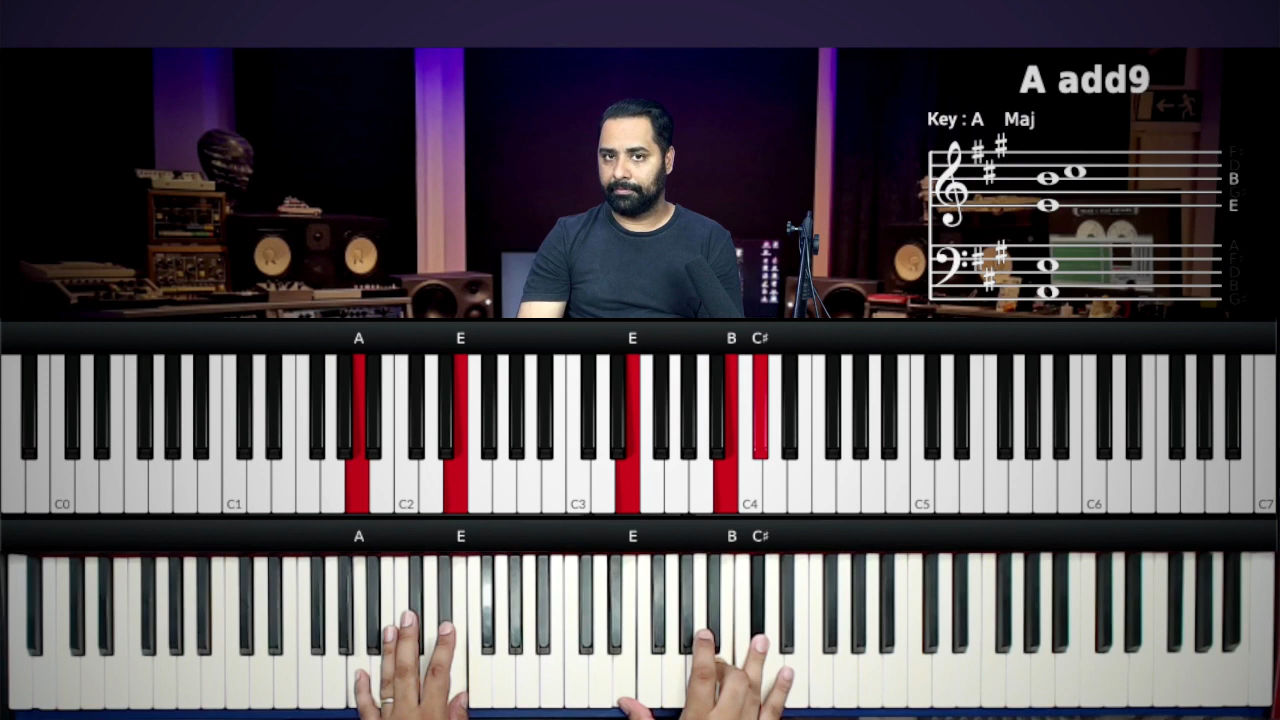 A add9
Key : A Maj
B
E
A E E B C♯
C0 C1 C2 C3 C4 C5 C6 C7
A E E B C♯